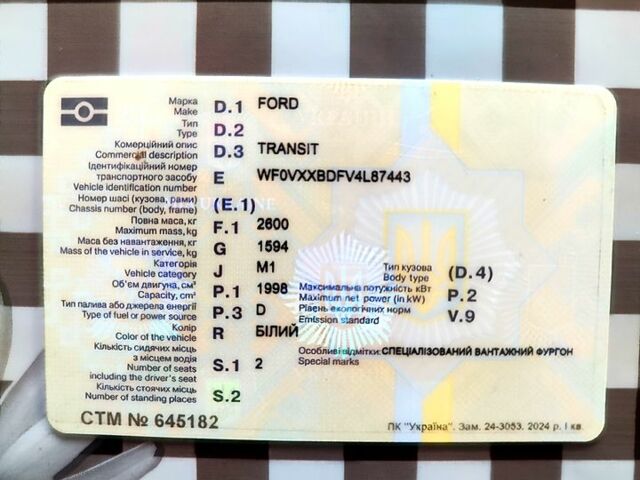 Марка
Make D.1 FORD
Тип
Type D.2
Комерційний опис
Commercial description D.3 TRANSIT
Ідентифікаційний номер
транспортного засобу
Vehicle identification number E WF0VXXBDFV4L87443
Номер шасі (кузова, рами)
Chassis number (body, frame) (E.1)
Повна маса, кг
Maximum mass, kg F.1 2600
Маса без навантаження, кг
Mass of the vehicle in service, kg G 1594
Категорія
Vehicle category J M1
Тип кузова
Body type (D.4)
Об'єм двигуна, см³
Capacity, cm³ P.1 1998
Максимальна потужність кВт
Maximum net power (in kW) P.2
Тип палива або джерела енергії
Type of fuel or power source P.3 D
Рівень екологічних норм
Emission standard V.9
Колір
Color of the vehicle R БІЛИЙ
Кількість сидячих місць
з місцем водія
Number of seats
including the driver's seat S.1 2
Особливі відмітки: СПЕЦІАЛІЗОВАНИЙ ВАНТАЖНИЙ ФУРГОН
Special marks
Кількість стоячих місць
Number of standing places S.2
СТМ № 645182
ПК "Україна". Зам. 24-3053. 2024 р. I кв.